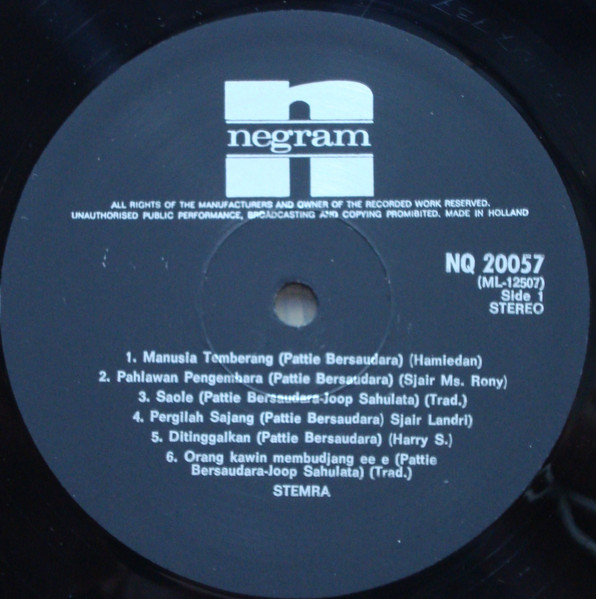 negram
ALL RIGHTS OF THE MANUFACTURERS AND OWNER OF THE RECORDED WORK RESERVED.
UNAUTHORISED PUBLIC PERFORMANCE, BROADCASTING AND COPYING PROMIBITED. MADE IN HOLLAND
NQ 20057
(ML-12507)
Side 1
STEREO
1. Manusia Tomberang (Pattie Bersaudara) (Hamiedan)
2. Pahlawan Pengembara (Pattie Bersaudara) (Sjair Ms. Rony)
3. Saole (Pattie Bersaudara-Joop Sahulata) (Trad.)
4. Pergilah Sajang (Pattie Bersaudara) Sjair Landri)
5. Ditinggalkan (Pattie Bersaudara) (Harry S.)
6. Orang kawin membudjang ee e (Pattie
Bersaudara-Joop Sahulata) (Trad.)
STEMRA